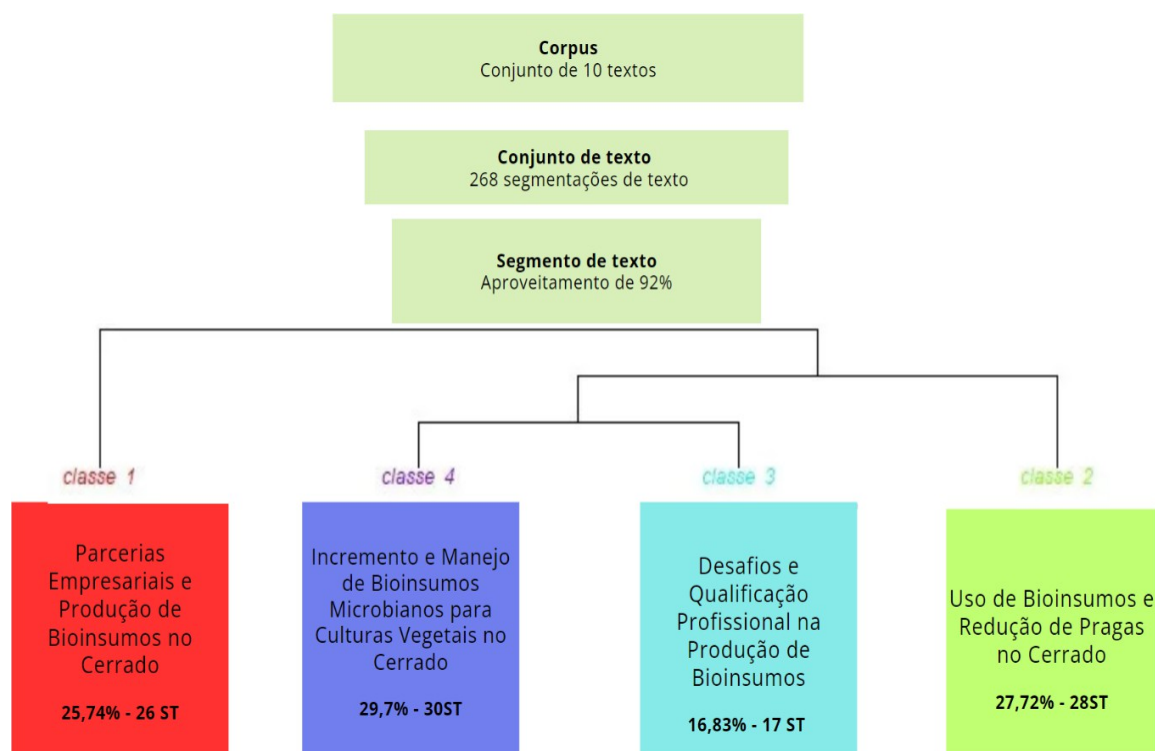 Corpus
Conjunto de 10 textos
Conjunto de texto
268 segmentações de texto
Segmento de texto
Aproveitamento de 92%
classe 1
classe 4
classe 3
classe 2
Parcerias
Empresariais e
Produção de
Bioinsumos no
Cerrado
25,74% - 26 ST
Incremento e Manejo
de Bioinsumos
Microbianos para
Culturas Vegetais no
Cerrado
29,7% - 30ST
Desafios e
Qualificação
Profissional na
Produção de
Bioinsumos
16,83% - 17 ST
Uso de Bioinsumos e
Redução de Pragas
no Cerrado
27,72% - 28ST